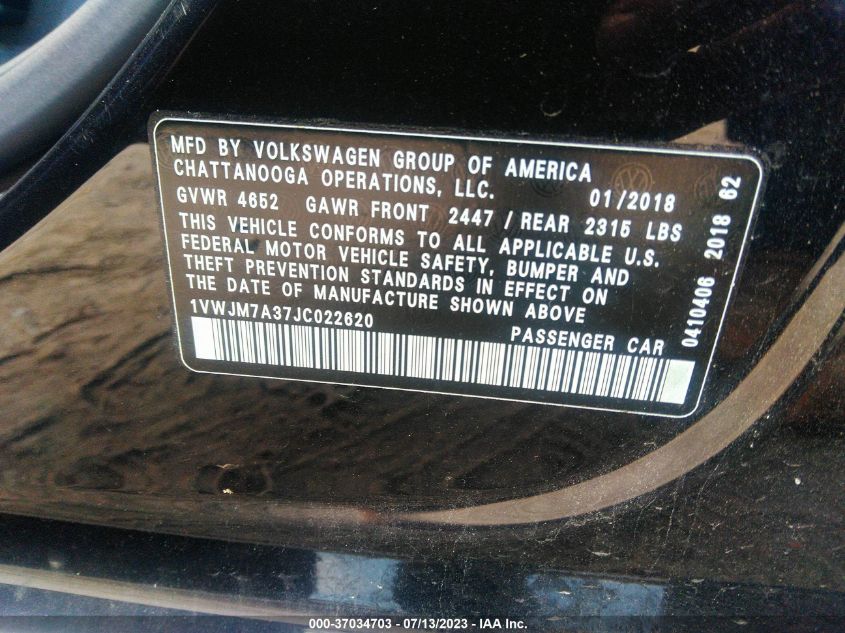 MFD BY VOLKSWAGEN GROUP OF AMERICA
CHATTANOOGA OPERATIONS, LLC. 01/2018
GVWR 4652 GAWR FRONT 2447 / REAR 2315 LBS
THIS VEHICLE CONFORMS TO ALL APPLICABLE U.S.
FEDERAL MOTOR VEHICLE SAFETY, BUMPER AND
THEFT PREVENTION STANDARDS IN EFFECT ON
THE DATE OF MANUFACTURE SHOWN ABOVE
1VWJM7A37JC022620 PASSENGER CAR
0410406 2018 62
000-37034703 - 07/13/2023 - © IAA Inc.